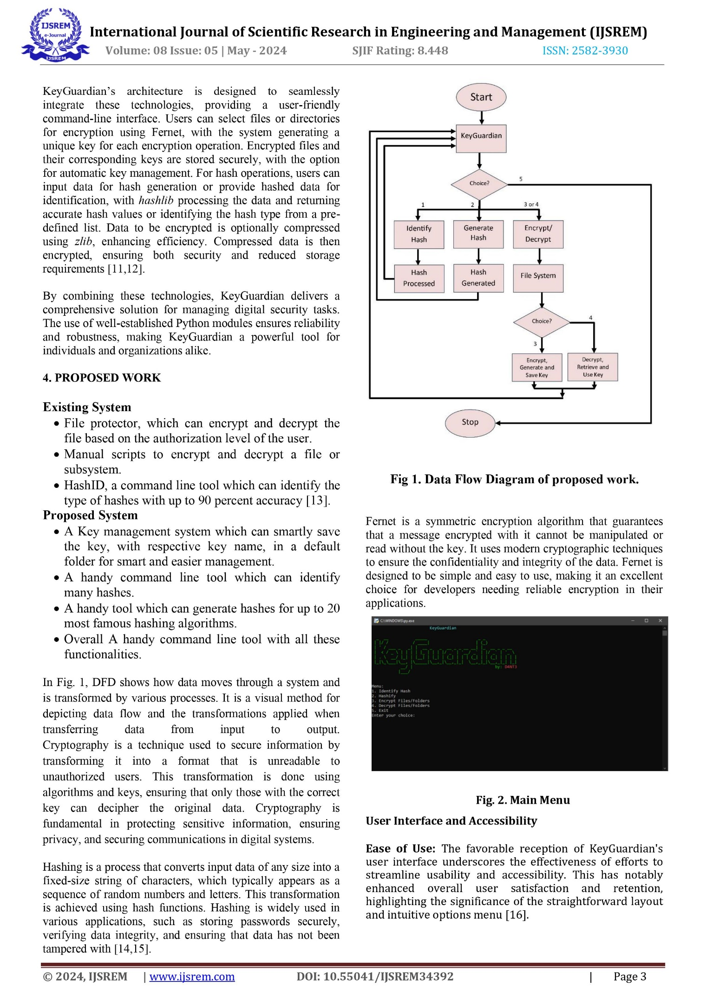 IJSREM
e-Journal
IJSREM
International Journal of Scientific Research in Engineering and Management (IJSREM)
Volume: 08 Issue: 05 | May - 2024 SJIF Rating: 8.448 ISSN: 2582-3930
KeyGuardian’s architecture is designed to seamlessly
integrate these technologies, providing a user-friendly
command-line interface. Users can select files or directories
for encryption using Fernet, with the system generating a
unique key for each encryption operation. Encrypted files and
their corresponding keys are stored securely, with the option
for automatic key management. For hash operations, users can
input data for hash generation or provide hashed data for
identification, with hashlib processing the data and returning
accurate hash values or identifying the hash type from a pre-
defined list. Data to be encrypted is optionally compressed
using zlib, enhancing efficiency. Compressed data is then
encrypted, ensuring both security and reduced storage
requirements [11,12].
By combining these technologies, KeyGuardian delivers a
comprehensive solution for managing digital security tasks.
The use of well-established Python modules ensures reliability
and robustness, making KeyGuardian a powerful tool for
individuals and organizations alike.
4. PROPOSED WORK
Existing System
• File protector, which can encrypt and decrypt the
file based on the authorization level of the user.
• Manual scripts to encrypt and decrypt a file or
subsystem.
• HashID, a command line tool which can identify the
type of hashes with up to 90 percent accuracy [13].
Proposed System
• A Key management system which can smartly save
the key, with respective key name, in a default
folder for smart and easier management.
• A handy command line tool which can identify
many hashes.
• A handy tool which can generate hashes for up to 20
most famous hashing algorithms.
• Overall A handy command line tool with all these
functionalities.
In Fig. 1, DFD shows how data moves through a system and
is transformed by various processes. It is a visual method for
depicting data flow and the transformations applied when
transferring data from input to output.
Cryptography is a technique used to secure information by
transforming it into a format that is unreadable to
unauthorized users. This transformation is done using
algorithms and keys, ensuring that only those with the correct
key can decipher the original data. Cryptography is
fundamental in protecting sensitive information, ensuring
privacy, and securing communications in digital systems.
Hashing is a process that converts input data of any size into a
fixed-size string of characters, which typically appears as a
sequence of random numbers and letters. This transformation
is achieved using hash functions. Hashing is widely used in
various applications, such as storing passwords securely,
verifying data integrity, and ensuring that data has not been
tampered with [14,15].
Start
KeyGuardian
Choice?
5
1 2 3 or 4
Identify
Hash
Generate
Hash
Encrypt/
Decrypt
Hash
Processed
Hash
Generated
File System
Choice?
4
3
Encrypt,
Generate and
Save Key
Decrypt,
Retrieve and
Use Key
Stop
Fig 1. Data Flow Diagram of proposed work.
Fernet is a symmetric encryption algorithm that guarantees
that a message encrypted with it cannot be manipulated or
read without the key. It uses modern cryptographic techniques
to ensure the confidentiality and integrity of the data. Fernet is
designed to be simple and easy to use, making it an excellent
choice for developers needing reliable encryption in their
applications.
C:\WINDOWS\py.exe
KeyGuardian
KeyGuardian
by: D4NT3
Menu:
1. Identify Hash
2. Hashify
3. Encrypt Files/Folders
4. Decrypt Files/Folders
5. Exit
Enter your choice:
Fig. 2. Main Menu
User Interface and Accessibility
Ease of Use: The favorable reception of KeyGuardian's
user interface underscores the effectiveness of efforts to
streamline usability and accessibility. This has notably
enhanced overall user satisfaction and retention,
highlighting the significance of the straightforward layout
and intuitive options menu [16].
© 2024, IJSREM | www.ijsrem.com DOI: 10.55041/IJSREM34392 | Page 3